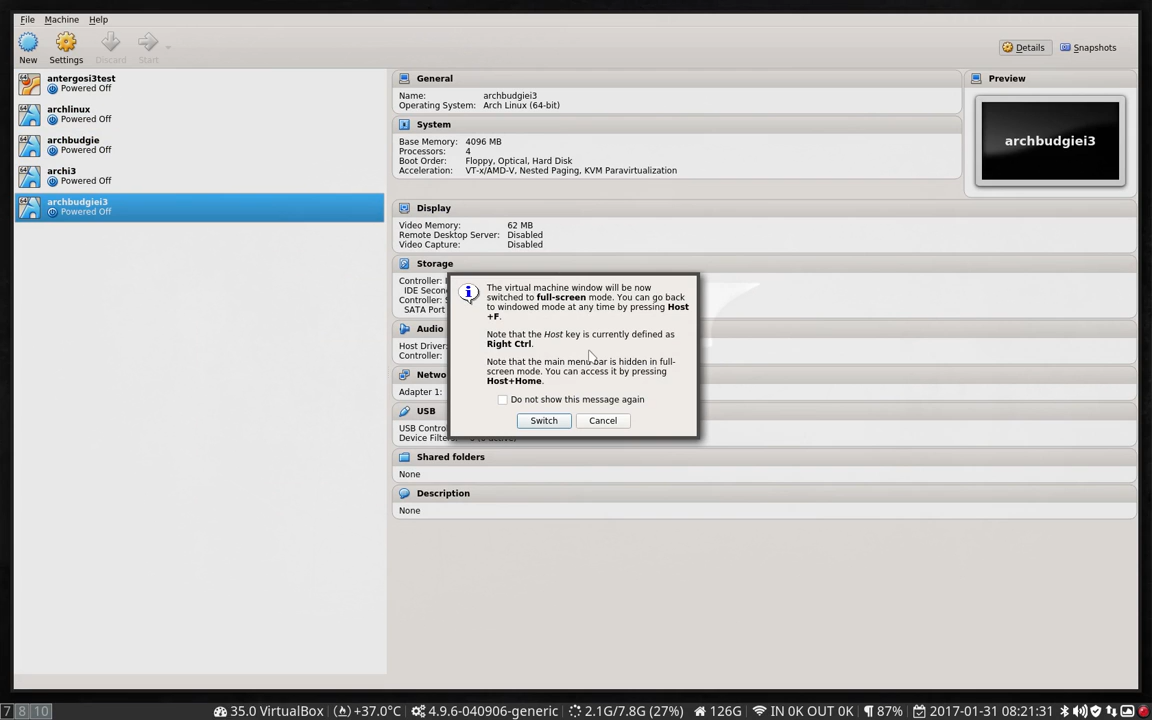 File Machine Help
New Settings Discard Start
Details Snapshots
64 antergosi3test
Powered Off
64 archlinux
Powered Off
64 archbudgie
Powered Off
64 archi3
Powered Off
64 archbudgiei3
Powered Off
General
Name: archbudgiei3
Operating System: Arch Linux (64-bit)
System
Base Memory: 4096 MB
Processors: 4
Boot Order: Floppy, Optical, Hard Disk
Acceleration: VT-x/AMD-V, Nested Paging, KVM Paravirtualization
Preview
archbudgiei3
Display
Video Memory: 62 MB
Remote Desktop Server: Disabled
Video Capture: Disabled
Storage
Controller:
IDE Secon
Controller:
SATA Port
Audio
Host Driver:
Controller:
Netwo
Adapter 1:
USB
USB Contro
Device Filters:
Shared folders
None
Description
None
The virtual machine window will be now
switched to full-screen mode. You can go back
to windowed mode at any time by pressing Host
+F.
Note that the Host key is currently defined as
Right Ctrl.
Note that the main menu bar is hidden in full-
screen mode. You can access it by pressing
Host+Home.
Do not show this message again
Switch Cancel
7 8 10 35.0 VirtualBox +37.0°C 4.9.6-040906-generic 2.1G/7.8G (27%) 126G IN 0K OUT 0K 87% 2017-01-31 08:21:31